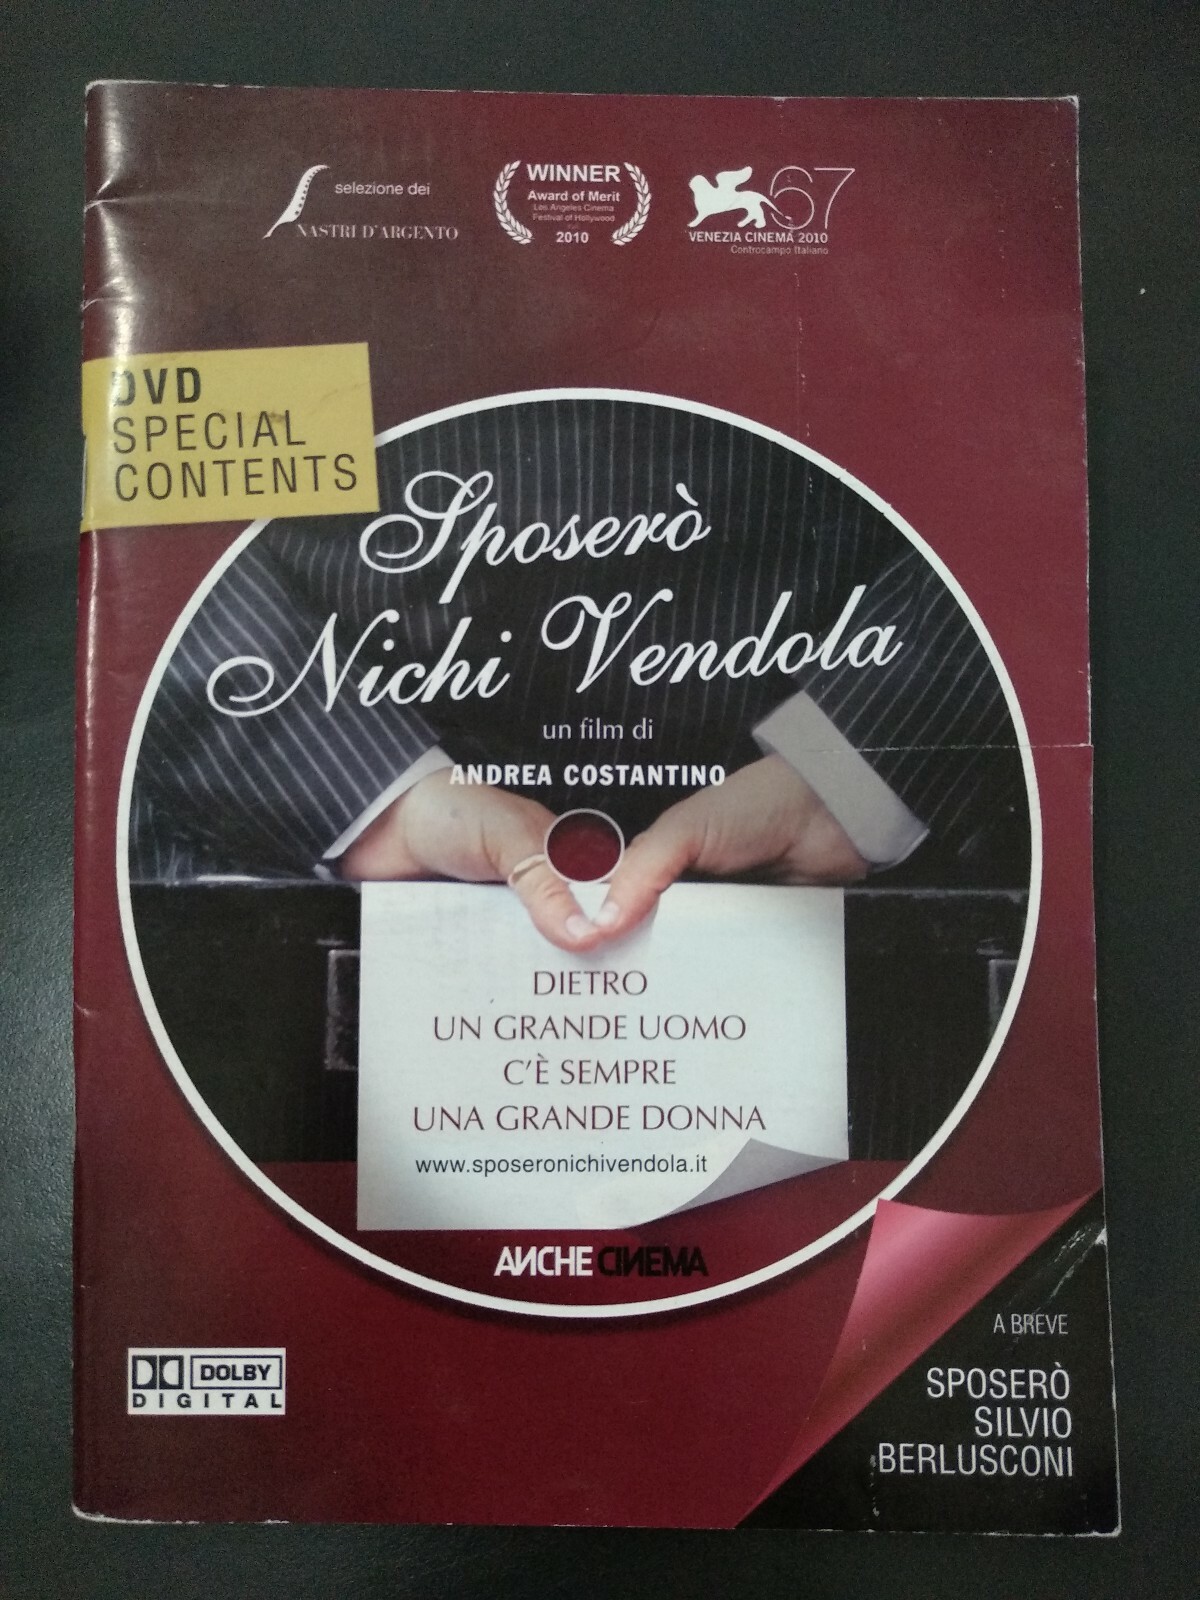 selezione dei
NASTRI D'ARGENTO
WINNER
Award of Merit
Los Angeles Cinema
Festival of Hollywood
2010
67
VENEZIA CINEMA 2010
Controcampo Italiano
DVD
SPECIAL
CONTENTS
Sposerò
Nichi Vendola
un film di
ANDREA COSTANTINO
DIETRO
UN GRANDE UOMO
C'È SEMPRE
UNA GRANDE DONNA
www.sposeronichivendola.it
ANCHE CINEMA
DOLBY
DIGITAL
A BREVE
SPOSERÒ
SILVIO
BERLUSCONI